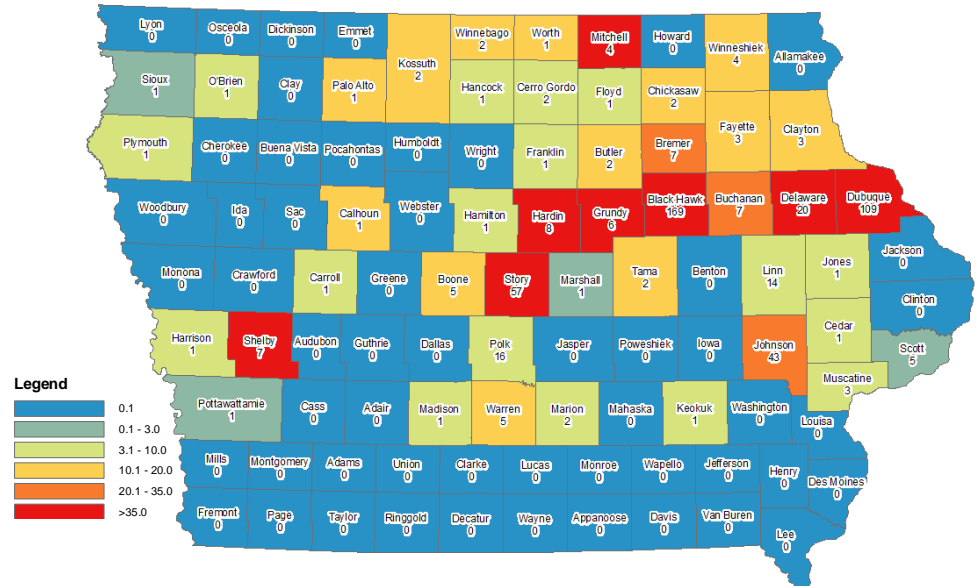 Lyon
0
Osceola
0
Dickinson
0
Emmet
0
Kossuth
2
Winnebago
2
Worth
1
Mitchell
4
Howard
0
Winneshiek
4
Allamakee
0
Sioux
1
O'Brien
1
Clay
0
Palo Alto
1
Hancock
1
Cerro Gordo
2
Floyd
1
Chickasaw
2
Fayette
3
Clayton
3
Plymouth
1
Cherokee
0
Buena Vista
0
Pocahontas
0
Humboldt
0
Wright
0
Franklin
1
Butler
2
Bremer
7
Woodbury
0
Ida
0
Sac
0
Calhoun
1
Webster
0
Hamilton
1
Hardin
8
Grundy
6
Black Hawk
169
Buchanan
7
Delaware
20
Dubuque
109
Monona
0
Crawford
0
Carroll
1
Greene
0
Boone
5
Story
57
Marshall
1
Tama
2
Benton
0
Linn
14
Jones
1
Jackson
0
Clinton
0
Harrison
1
Shelby
7
Audubon
0
Guthrie
0
Dallas
0
Polk
16
Jasper
0
Poweshiek
0
Iowa
0
Johnson
43
Cedar
1
Scott
5
Muscatine
3
Pottawattamie
1
Cass
0
Adair
0
Madison
1
Warren
5
Marion
2
Mahaska
0
Keokuk
1
Washington
0
Louisa
0
Mills
0
Montgomery
0
Adams
0
Union
0
Clarke
0
Lucas
0
Monroe
0
Wapello
0
Jefferson
0
Henry
0
Des Moines
0
Fremont
0
Page
0
Taylor
0
Ringgold
0
Decatur
0
Wayne
0
Appanoose
0
Davis
0
Van Buren
0
Lee
0
Legend
0.1
0.1 - 3.0
3.1 - 10.0
10.1 - 20.0
20.1 - 35.0
>35.0